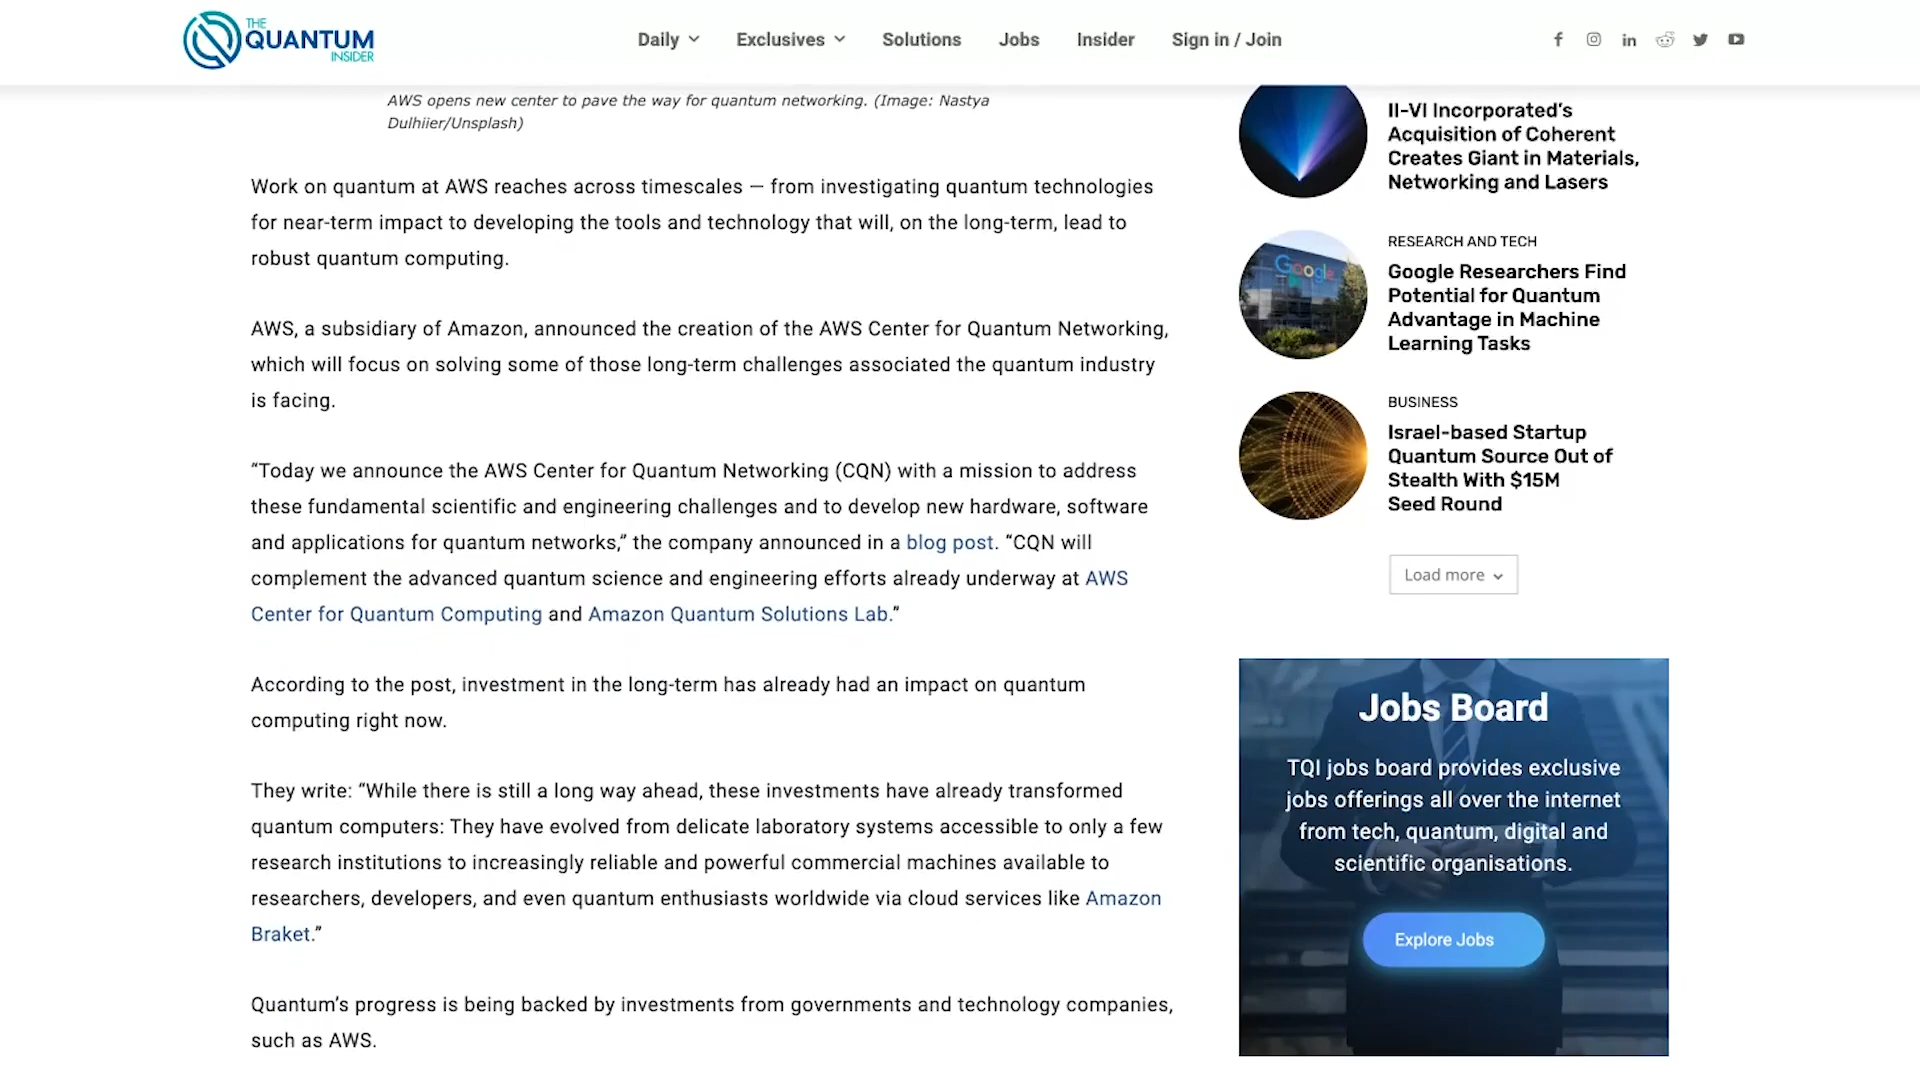 THE
QUANTUM
INSIDER
Daily
Exclusives
Solutions
Jobs
Insider
Sign in / Join
AWS opens new center to pave the way for quantum networking. (Image: Nastya
Dulhiier/Unsplash)
Work on quantum at AWS reaches across timescales — from investigating quantum technologies
for near-term impact to developing the tools and technology that will, on the long-term, lead to
robust quantum computing.
AWS, a subsidiary of Amazon, announced the creation of the AWS Center for Quantum Networking,
which will focus on solving some of those long-term challenges associated the quantum industry
is facing.
“Today we announce the AWS Center for Quantum Networking (CQN) with a mission to address
these fundamental scientific and engineering challenges and to develop new hardware, software
and applications for quantum networks,” the company announced in a blog post. “CQN will
complement the advanced quantum science and engineering efforts already underway at AWS
Center for Quantum Computing and Amazon Quantum Solutions Lab.”
According to the post, investment in the long-term has already had an impact on quantum
computing right now.
They write: “While there is still a long way ahead, these investments have already transformed
quantum computers: They have evolved from delicate laboratory systems accessible to only a few
research institutions to increasingly reliable and powerful commercial machines available to
researchers, developers, and even quantum enthusiasts worldwide via cloud services like Amazon
Braket.”
Quantum’s progress is being backed by investments from governments and technology companies,
such as AWS.
II-VI Incorporated’s
Acquisition of Coherent
Creates Giant in Materials,
Networking and Lasers
Google
RESEARCH AND TECH
Google Researchers Find
Potential for Quantum
Advantage in Machine
Learning Tasks
BUSINESS
Israel-based Startup
Quantum Source Out of
Stealth With $15M
Seed Round
Load more
Jobs Board
TQI jobs board provides exclusive
jobs offerings all over the internet
from tech, quantum, digital and
scientific organisations.
Explore Jobs